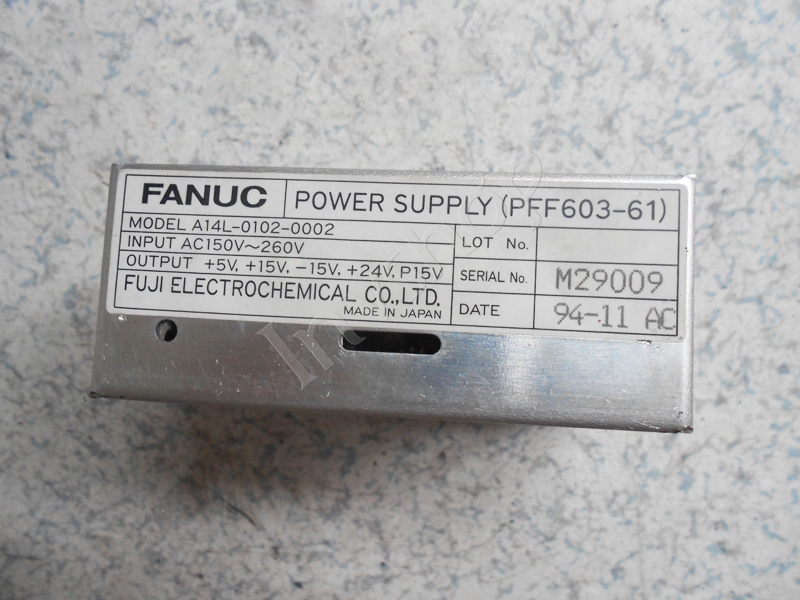 FANUC
POWER SUPPLY (PFF603-61)
MODEL A14L-0102-0002
INPUT AC150V~260V
OUTPUT +5V, +15V, -15V, +24V, P15V
FUJI ELECTROCHEMICAL CO.,LTD.
MADE IN JAPAN
LOT No.
SERIAL No. M29009
DATE 94-11 AC